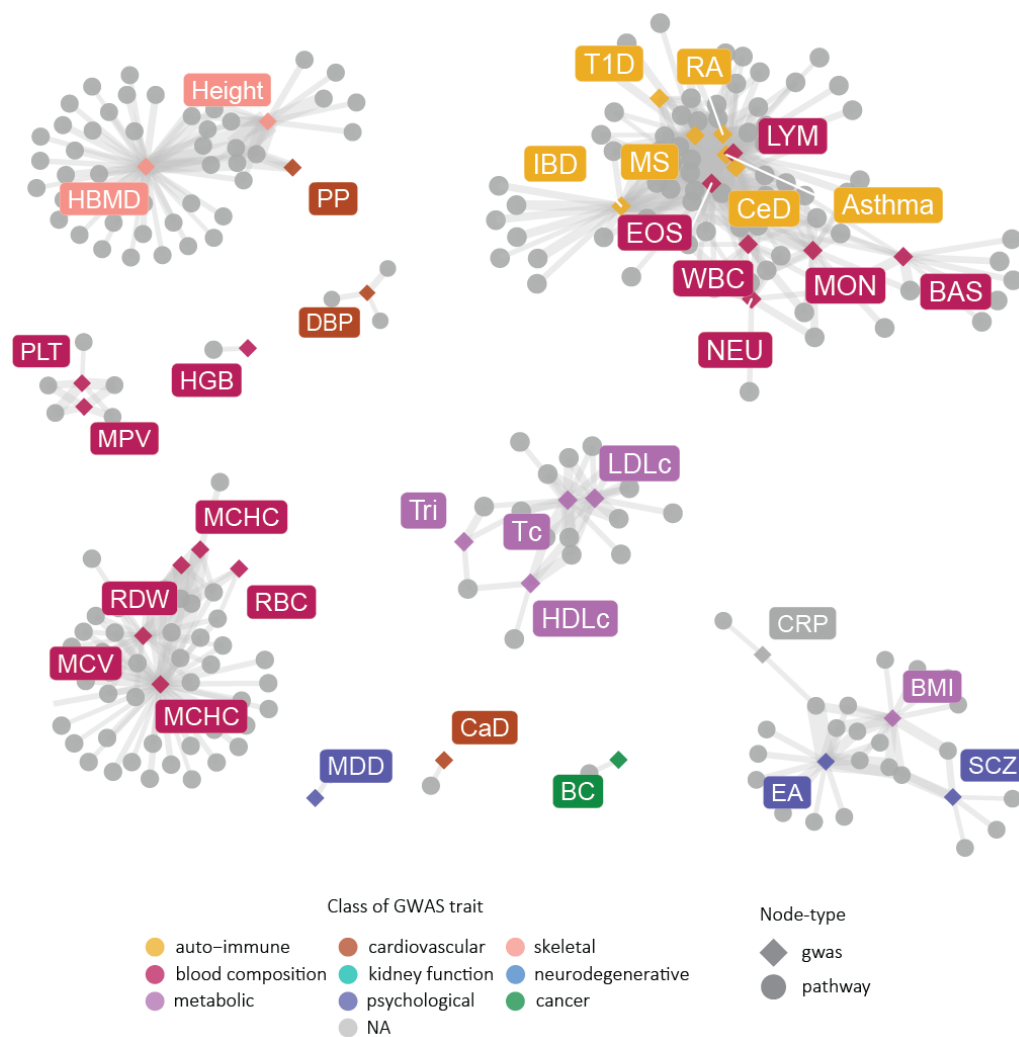 T1D
RA
Height
LYM
IBD
MS
HBMD
PP
CeD
Asthma
EOS
WBC
MON
BAS
DBP
NEU
PLT
HGB
MPV
LDLc
Tri
Tc
MCHC
RDW
RBC
HDLc
CRP
MCV
BMI
MCHC
CaD
MDD
SCZ
BC
EA
Class of GWAS trait
Node-type
auto-immune
cardiovascular
skeletal
gwas
blood composition
kidney function
neurodegenerative
pathway
metabolic
psychological
cancer
NA